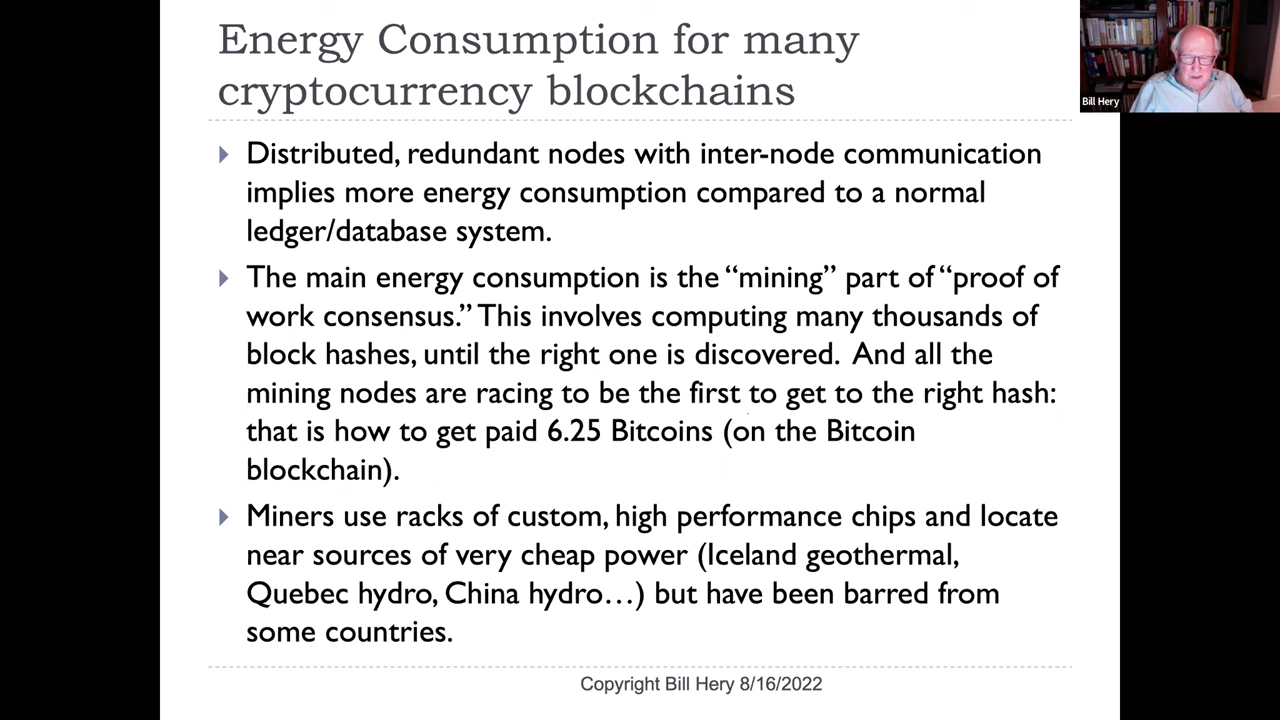 Energy Consumption for many
cryptocurrency blockchains
Distributed, redundant nodes with inter-node communication
implies more energy consumption compared to a normal
ledger/database system.
The main energy consumption is the “mining” part of “proof of
work consensus.” This involves computing many thousands of
block hashes, until the right one is discovered. And all the
mining nodes are racing to be the first to get to the right hash:
that is how to get paid 6.25 Bitcoins (on the Bitcoin
blockchain).
Miners use racks of custom, high performance chips and locate
near sources of very cheap power (Iceland geothermal,
Quebec hydro, China hydro…) but have been barred from
some countries.
Copyright Bill Hery 8/16/2022
Bill Hery